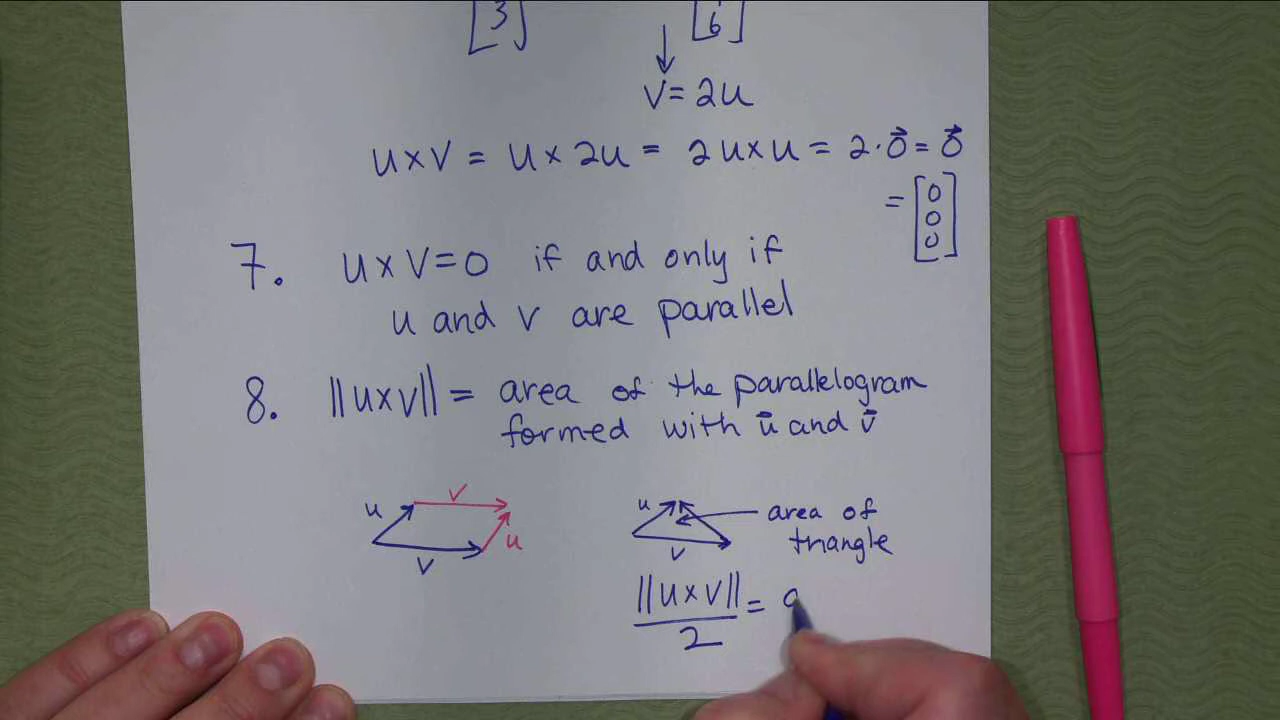 [3] [6]
v = 2u
u×v = u×2u = 2u×u = 2·0⃗ = 0⃗
= [0
0
0]
7. u×v=0 if and only if
u and v are parallel
8. ||u×v|| = area of the parallelogram
formed with u⃗ and v⃗
u v v u
u v area of
triangle
||u×v||
2 = a